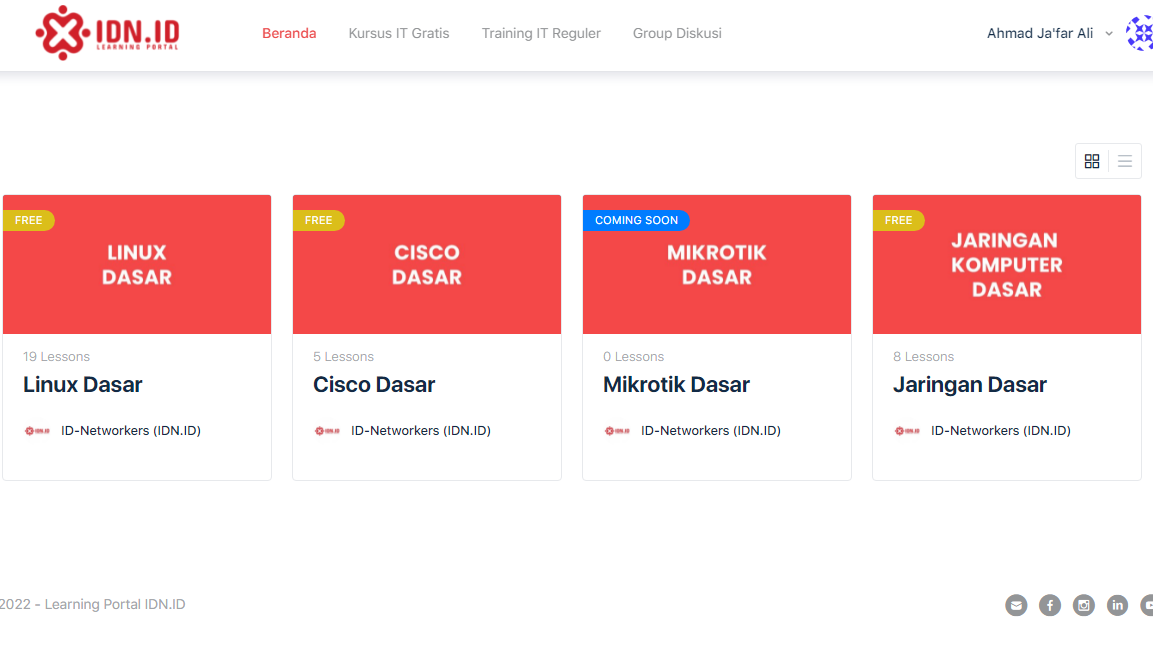 IDN.ID
LEARNING PORTAL
Beranda
Kursus IT Gratis
Training IT Reguler
Group Diskusi
Ahmad Ja'far Ali
FREE
LINUX
DASAR
19 Lessons
Linux Dasar
ID-Networkers (IDN.ID)
FREE
CISCO
DASAR
5 Lessons
Cisco Dasar
ID-Networkers (IDN.ID)
COMING SOON
MIKROTIK
DASAR
0 Lessons
Mikrotik Dasar
ID-Networkers (IDN.ID)
FREE
JARINGAN
KOMPUTER
DASAR
8 Lessons
Jaringan Dasar
ID-Networkers (IDN.ID)
2022 - Learning Portal IDN.ID